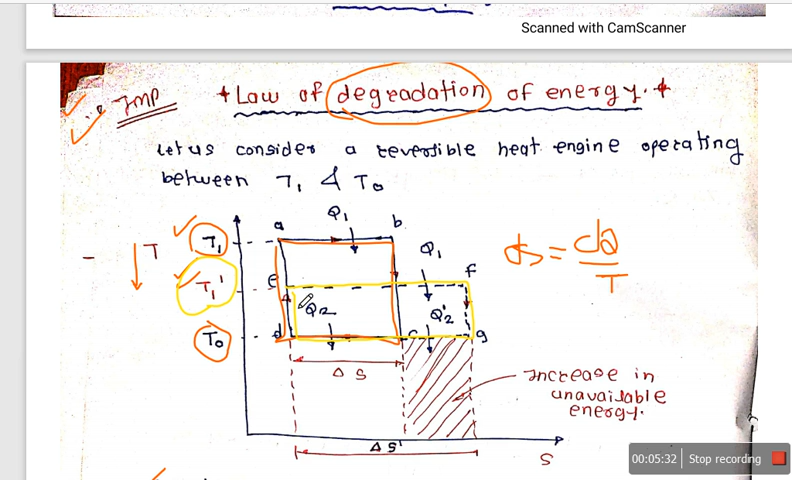 Scanned with CamScanner
IMP
Law of degradation of energy.
Let us consider a reversible heat engine operating
between T₁ & T₀
Q₁
a b
T₁
T
Q₁
ds = dQ/T
T₁'
e f
Q₂ Q₂'
T₀
d c g
ΔS
Increase in
unavailable
energy.
ΔS'
S
00:05:32 Stop recording